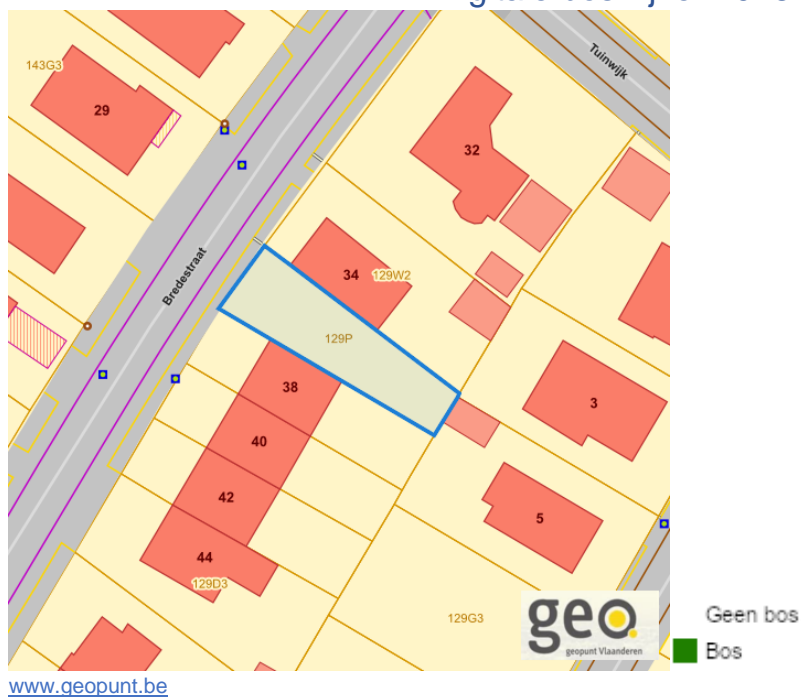 143G3
29
Tuinwijk
32
Bredestraat
34
129W2
129P
38
3
40
42
5
44
129D3
129G3
geo
geopunt Vlaanderen
Geen bos
Bos
www.geopunt.be